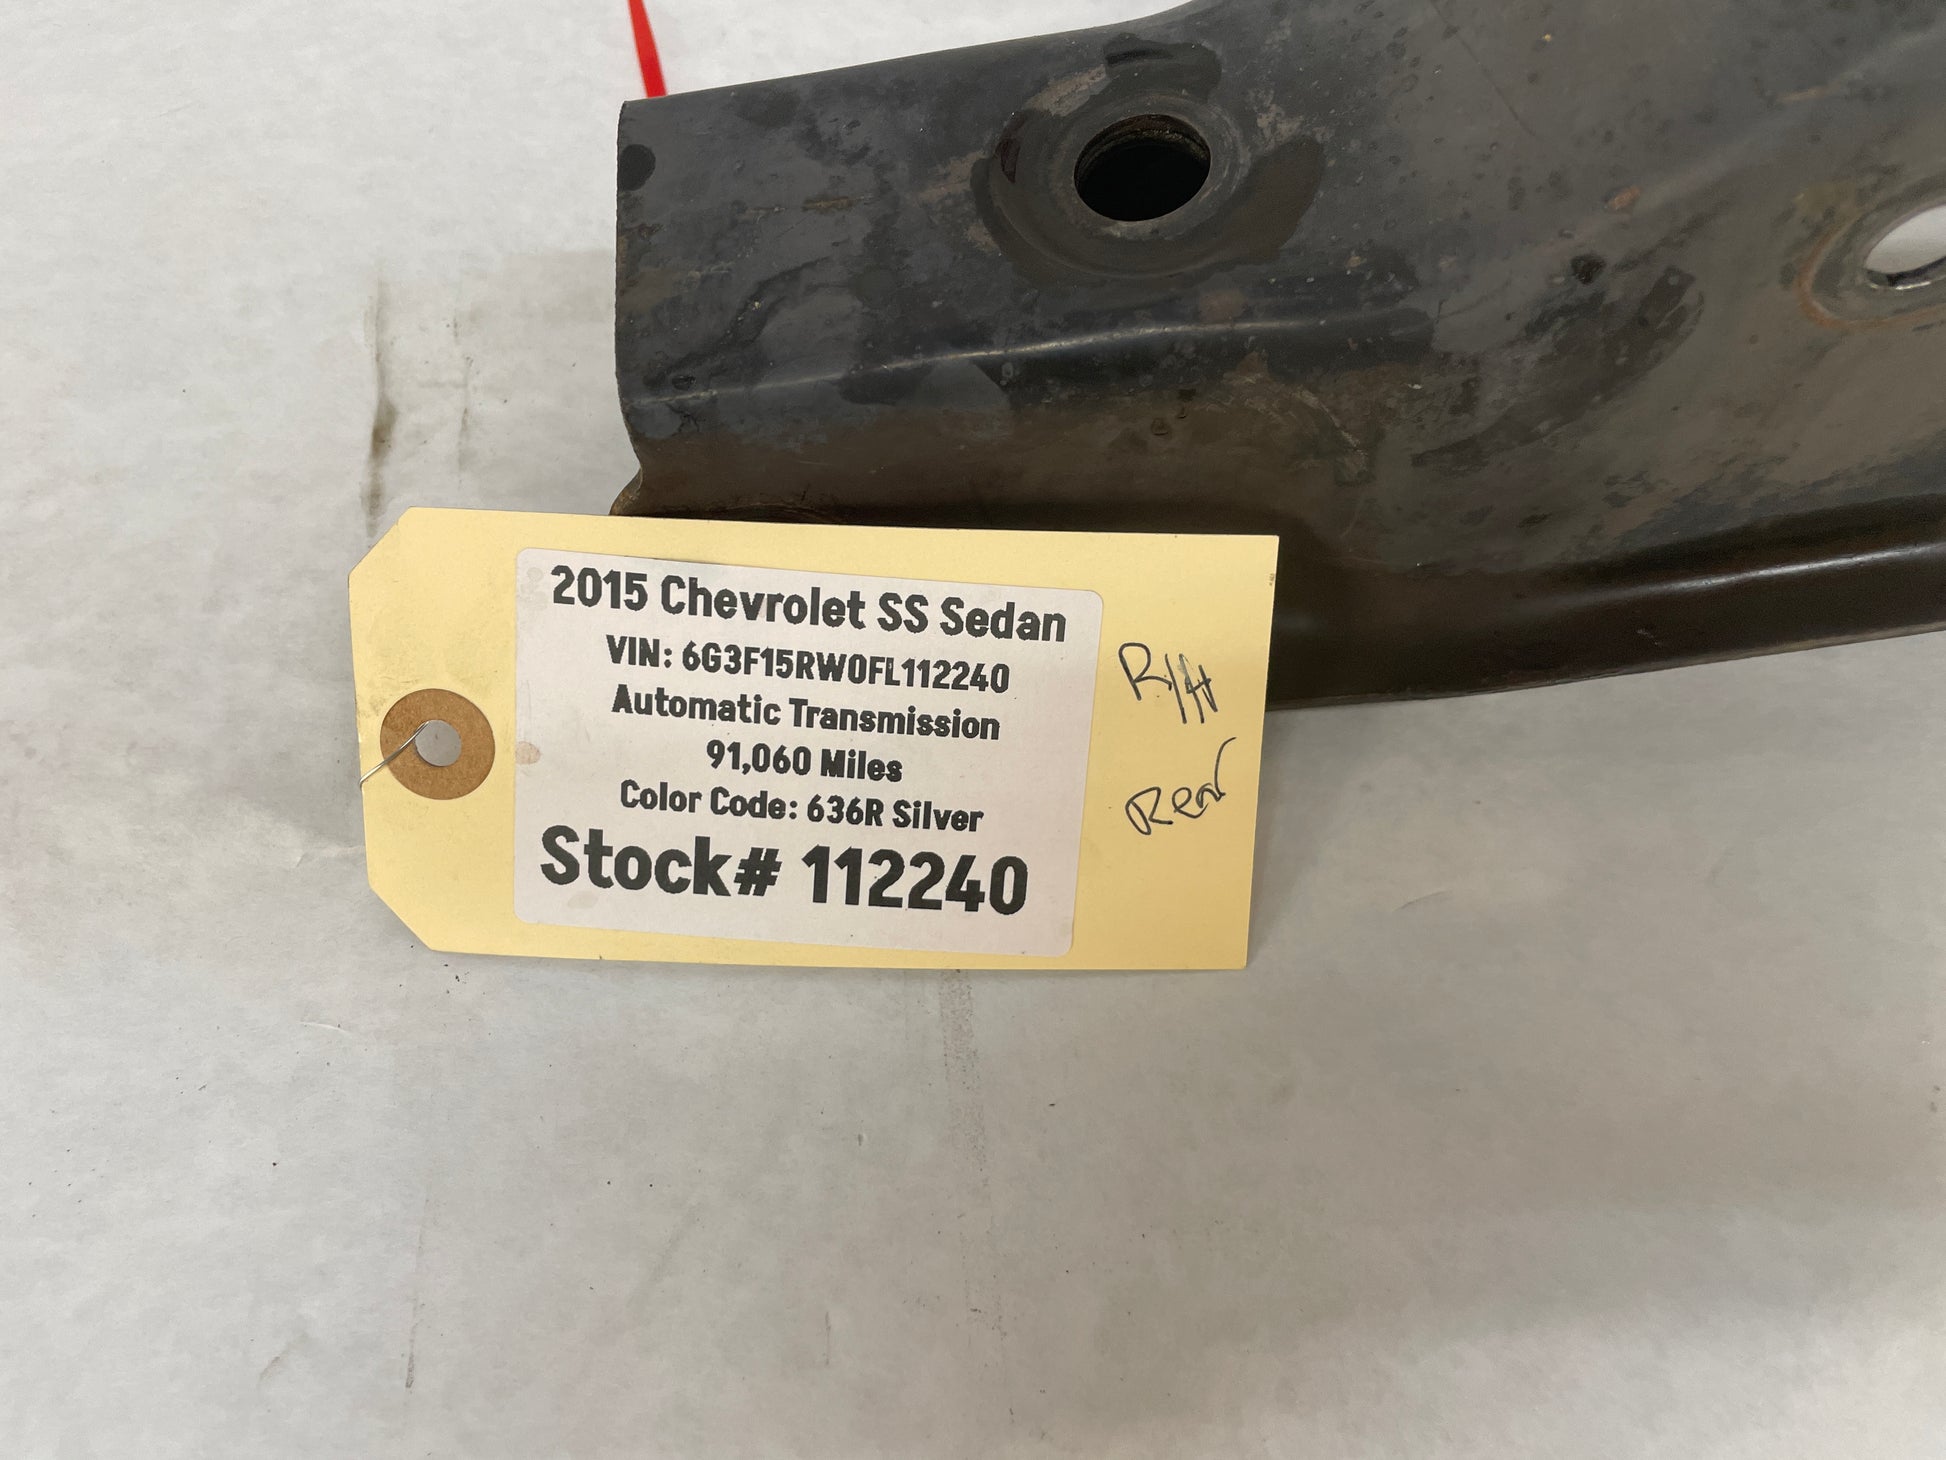 2015 Chevrolet SS Sedan
VIN: 6G3F15RW0FL112240
Automatic Transmission
91,060 Miles
Color Code: 636R Silver
Stock# 112240
R/H
Rear